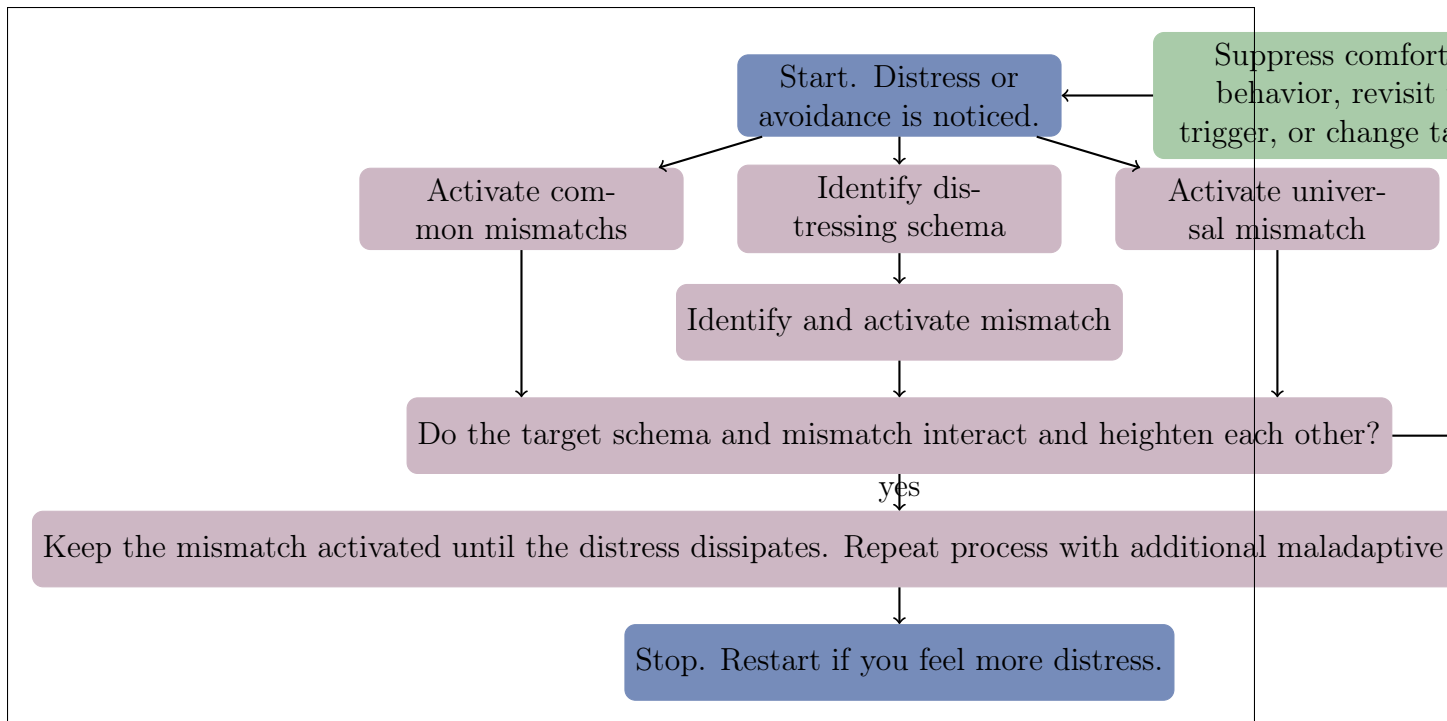 Start. Distress or
avoidance is noticed.
Suppress comfort
behavior, revisit
trigger, or change
Activate com-
mon mismatchs
Identify dis-
tressing schema
Activate univer-
sal mismatch
Identify and activate mismatch
Do the target schema and mismatch interact and heighten each other?
yes
Keep the mismatch activated until the distress dissipates. Repeat process with additional maladaptive
Stop. Restart if you feel more distress.